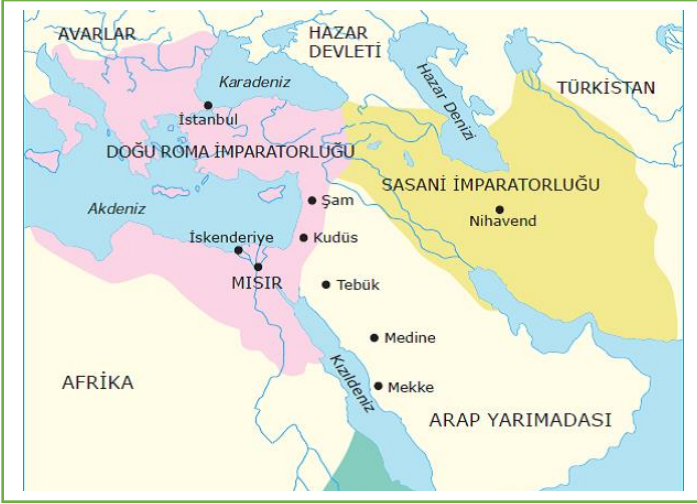 AVARLAR
HAZAR
DEVLETİ
Karadeniz
Hazar Denizi
TÜRKİSTAN
İstanbul
DOĞU ROMA İMPARATORLUĞU
SASANİ İMPARATORLUĞU
Akdeniz
Şam
Nihavend
İskenderiye
Kudüs
MISIR
Tebük
Medine
Kızıldeniz
AFRİKA
Mekke
ARAP YARIMADASI